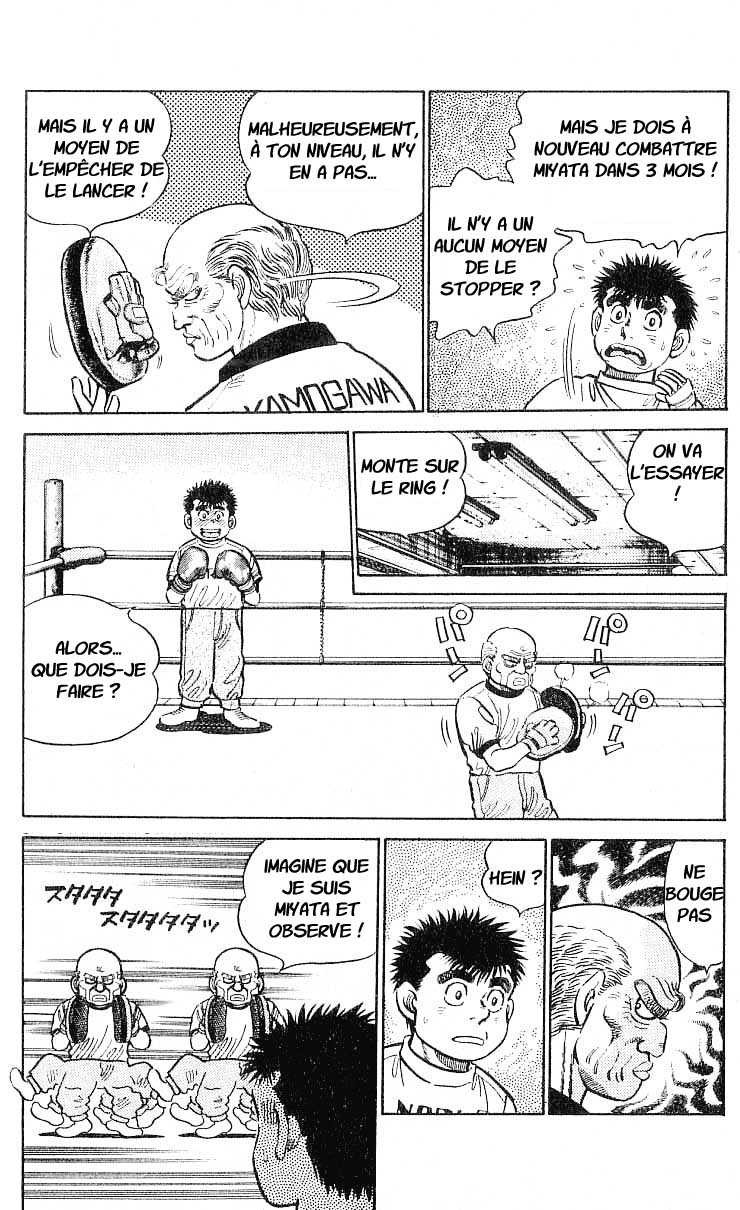 MAIS JE DOIS À
NOUVEAU COMBATTRE
MIYATA DANS 3 MOIS !
IL N'Y A UN
AUCUN MOYEN
DE LE
STOPPER ?
MALHEUREUSEMENT,
À TON NIVEAU, IL N'Y
EN A PAS...
MAIS IL Y A UN
MOYEN DE
L'EMPÊCHER DE
LE LANCER !
KAMOGAWA
ON VA
L'ESSAYER
!
MONTE SUR
LE RING !
ALORS...
QUE DOIS-JE
FAIRE ?
NE
BOUGE
PAS
HEIN ?
IMAGINE QUE
JE SUIS
MIYATA ET
OBSERVE !
スタタタ
スタタタタッ